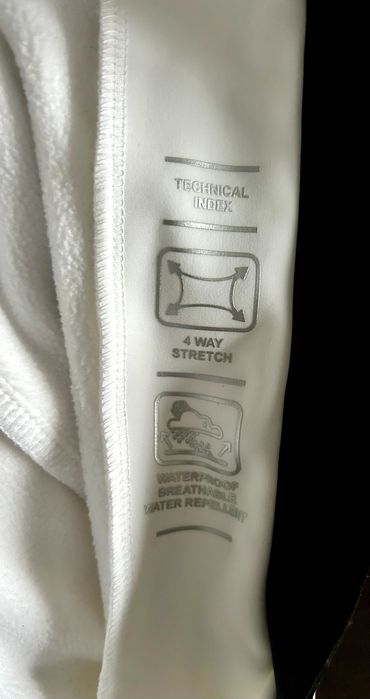 TECHNICAL
INDEX
4 WAY
STRETCH
WATERPROOF
BREATHABLE
WATER REPELLENT